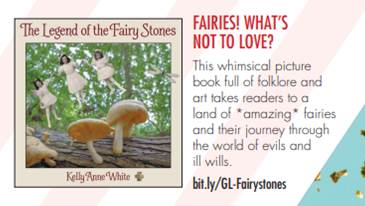 The Legend of the Fairy Stones
Kelly Anne White
FAIRIES! WHAT'S
NOT TO LOVE?
This whimsical picture
book full of folklore and
art takes readers to a
land of *amazing* fairies
and their journey through
the world of evils and
ill wills.
bit.ly/GL-Fairystones